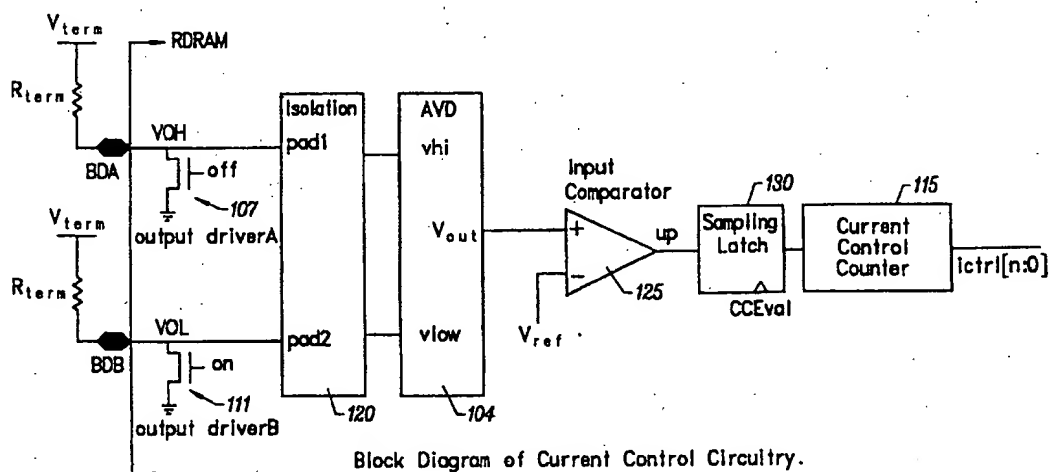 Vterm
RDRAM
Rterm
VOH
BDA
off
107
output driverA
Vterm
Rterm
VOL
BDB
on
111
output driverB
Isolation
pad1
pad2
120
AVD
vhi
Vout
vlow
104
Input
Comparator
+
−
up
125
Vref
130
Sampling
Latch
CCEval
115
Current
Control
Counter
ictrl[n:0]
Block Diagram of Current Control Circuitry.